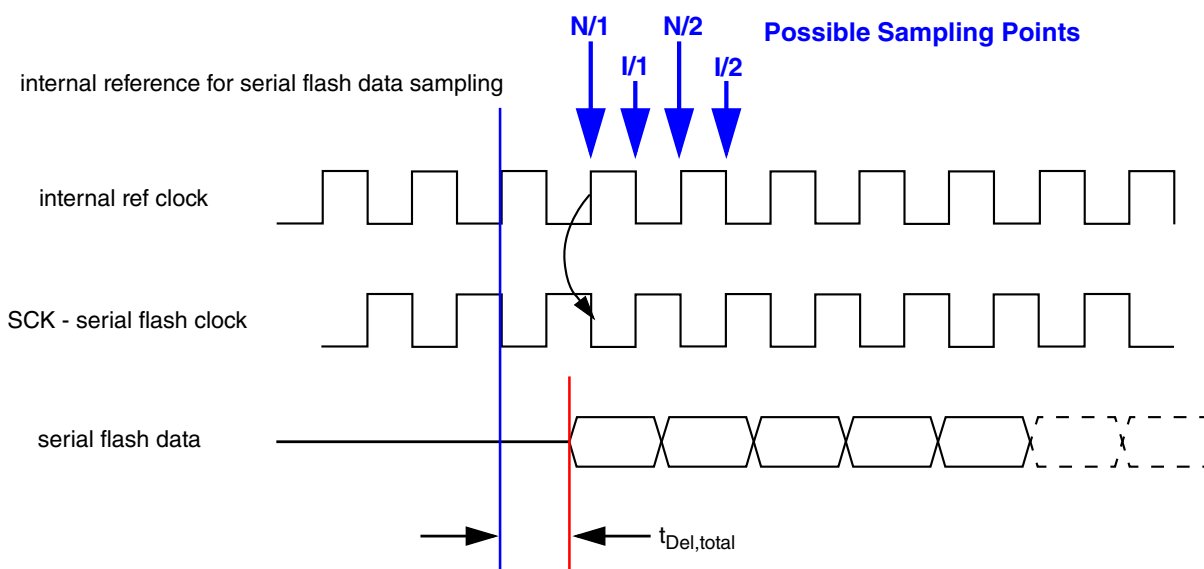 N/1
N/2
Possible Sampling Points
I/1
I/2
internal reference for serial flash data sampling
internal ref clock
SCK - serial flash clock
serial flash data
tDel,total